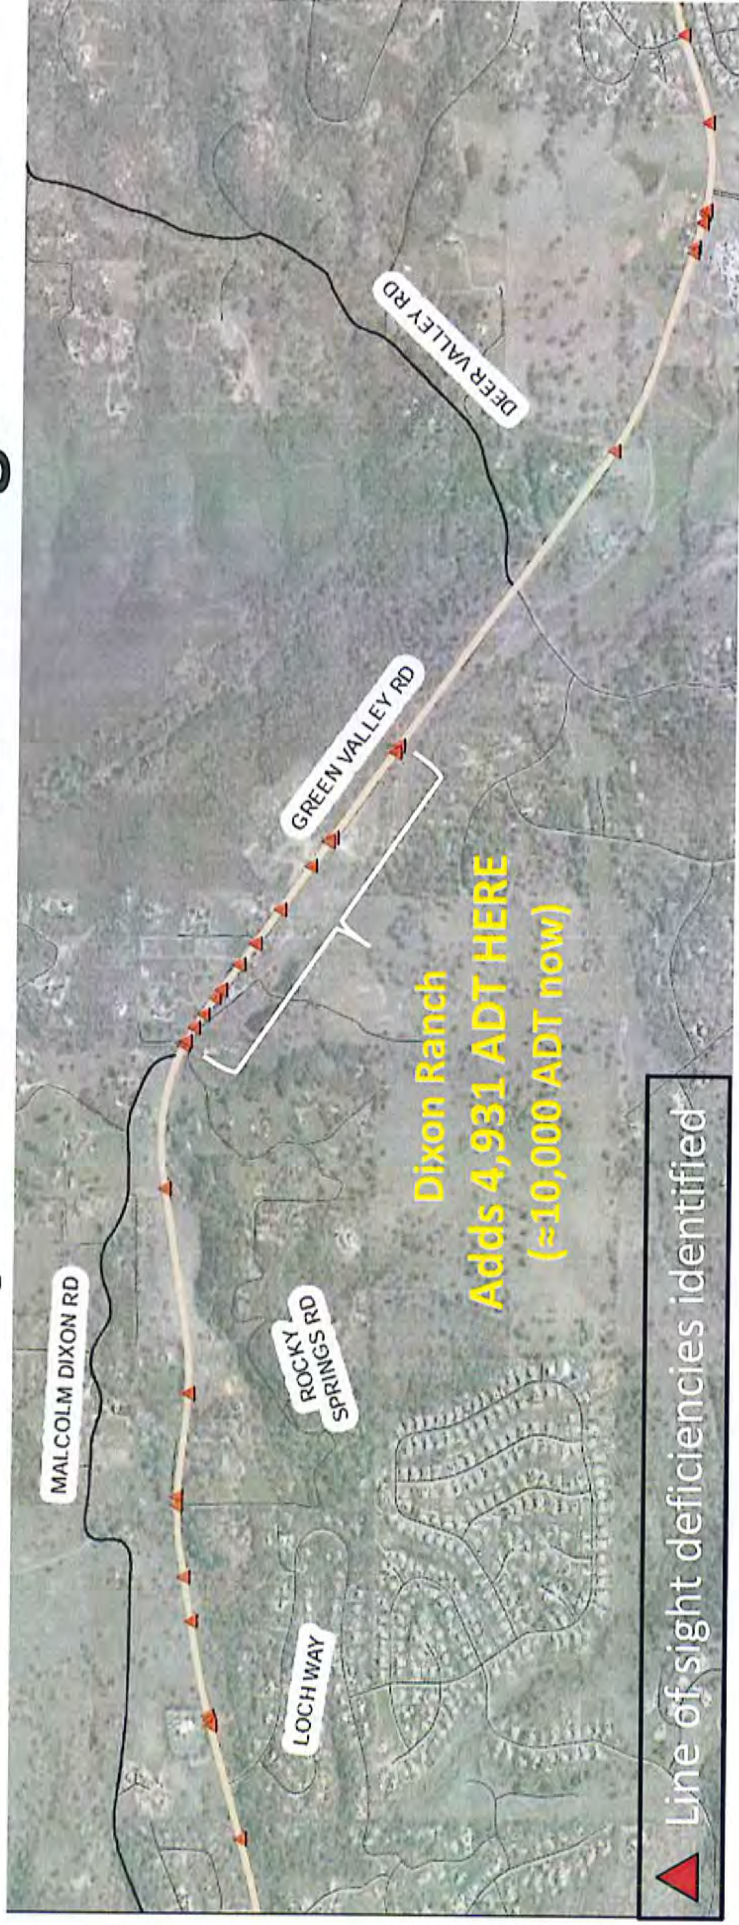 MALCOLM DIXON RD
GREEN VALLEY RD
DEER VALLEY RD
ROCKY
SPRINGS RD
LOCH WAY
Dixon Ranch
Adds 4,931 ADT HERE
(≈10,000 ADT now)
Line of sight deficiencies identified